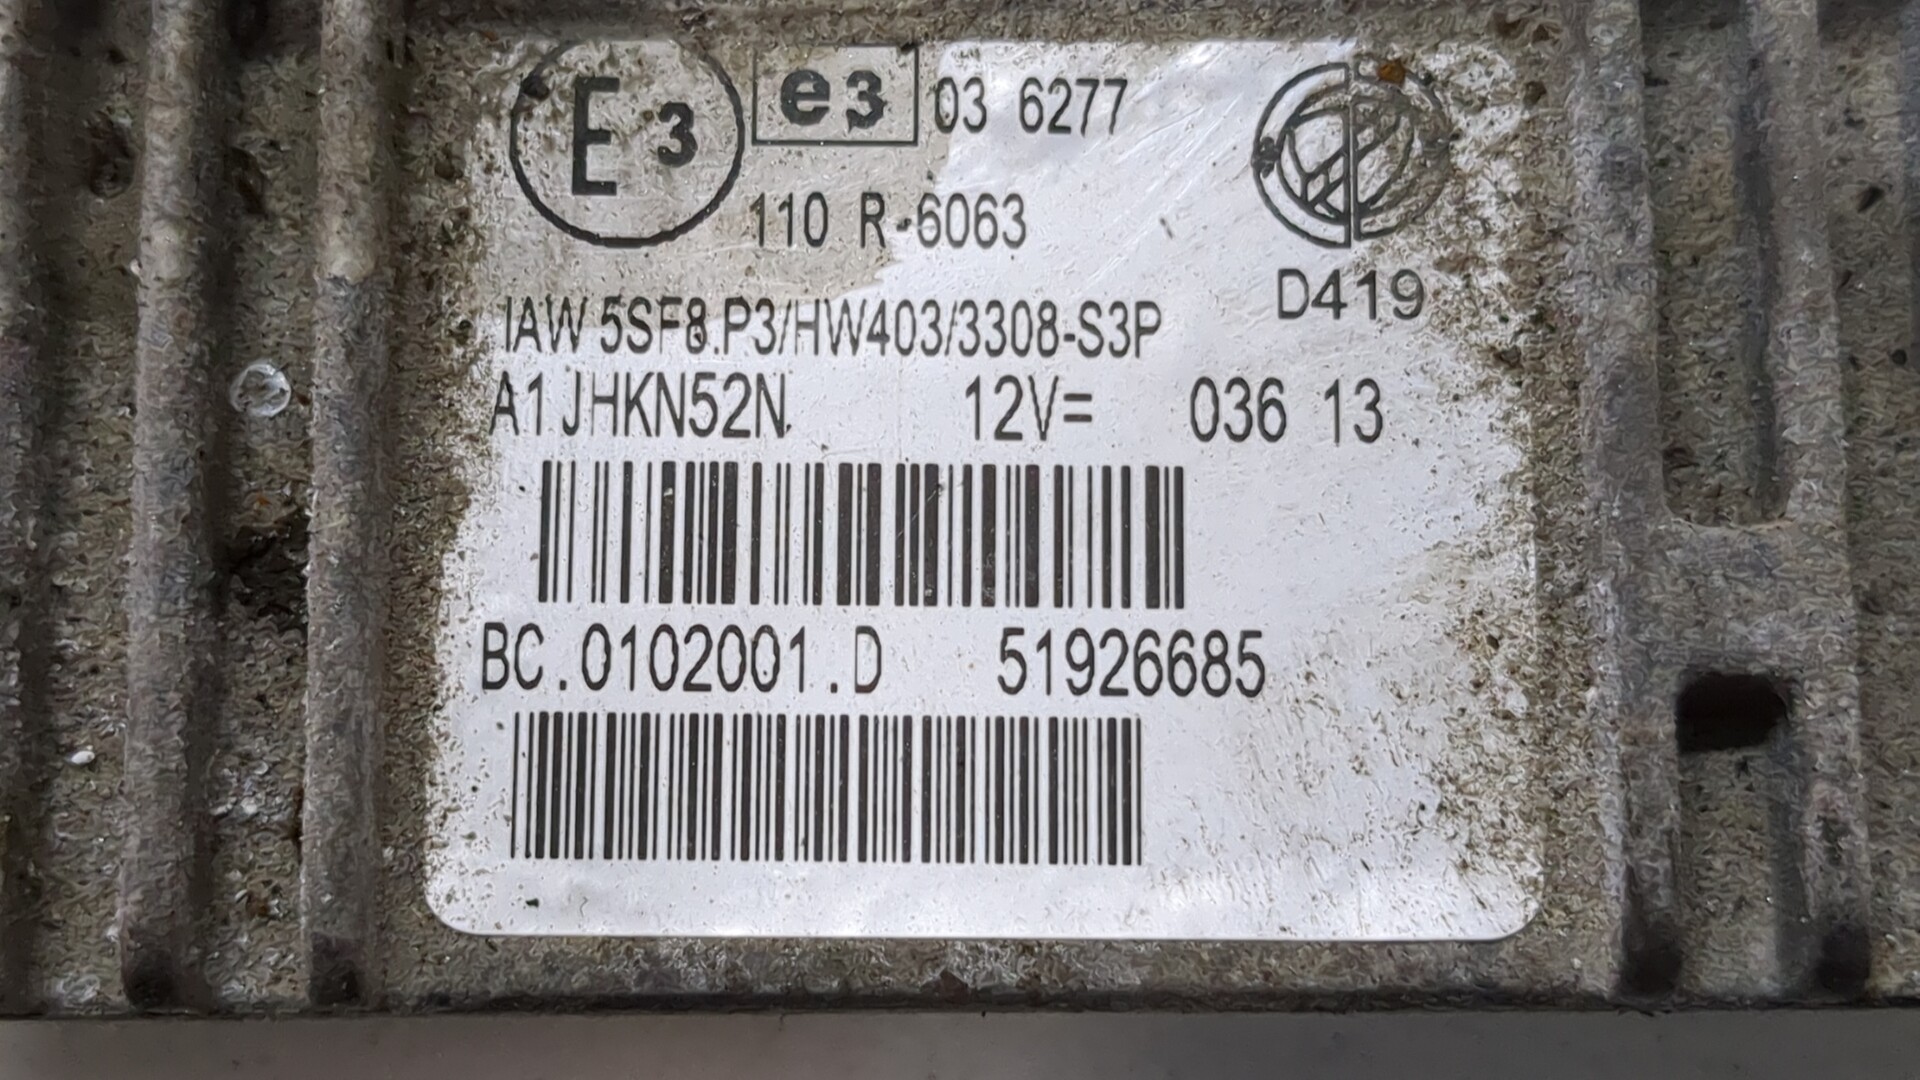 E3 e3 03 6277
110 R-6063
D419
IAW 5SF8.P3/HW403/3308-S3P
A1JHKN52N 12V= 036 13
BC.0102001.D 51926685